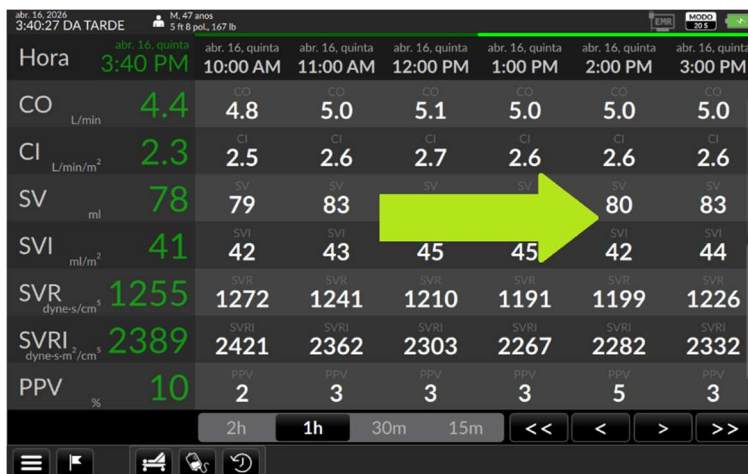 abr. 16, 2026
3:40:27 DA TARDE
M, 47 anos
5 ft 8 pol., 167 lb
EMR
MODO
20 S
Hora
abr. 16, quinta
3:40 PM
abr. 16, quinta
10:00 AM
abr. 16, quinta
11:00 AM
abr. 16, quinta
12:00 PM
abr. 16, quinta
1:00 PM
abr. 16, quinta
2:00 PM
abr. 16, quinta
3:00 PM
CO CO CO CO CO CO
CO L/min 4.4 4.8 5.0 5.1 5.0 5.0 5.0
CI CI CI CI CI CI
CI L/min/m² 2.3 2.5 2.6 2.7 2.6 2.6 2.6
SV SV SV SV SV SV
SV ml 78 79 83 80 83
SVI SVI SVI SVI
SVI ml/m² 41 42 43 45 45 42 44
SVR SVR SVR SVR SVR SVR
SVR dyne-s/cm⁵ 1255 1272 1241 1210 1191 1199 1226
SVRI SVRI SVRI SVRI SVRI SVRI
SVRI dyne-s-m²/cm⁵ 2389 2421 2362 2303 2267 2282 2332
PPV PPV PPV PPV PPV PPV
PPV % 10 2 3 3 3 5 3
2h 1h 30m 15m << < > >>